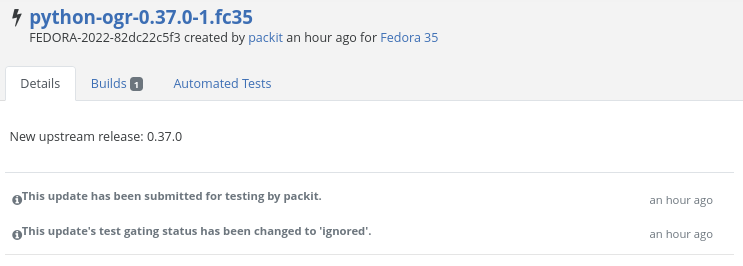 python-ogr-0.37.0-1.fc35
FEDORA-2022-82dc22c5f3 created by packit an hour ago for Fedora 35
Details Builds 1 Automated Tests
New upstream release: 0.37.0
This update has been submitted for testing by packit. an hour ago
This update's test gating status has been changed to 'ignored'. an hour ago